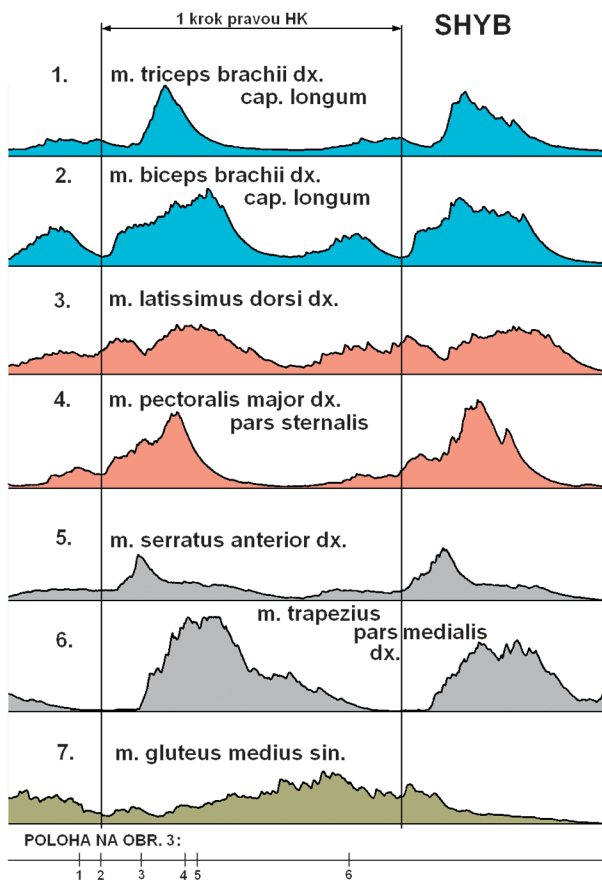 1 krok pravou HK
SHYB
1. m. triceps brachii dx.
cap. longum
2. m. biceps brachii dx.
cap. longum
3. m. latissimus dorsi dx.
4. m. pectoralis major dx.
pars sternalis
5. m. serratus anterior dx.
6. m. trapezius
pars medialis
dx.
7. m. gluteus medius sin.
POLOHA NA OBR. 3:
1 2 3 4 5 6